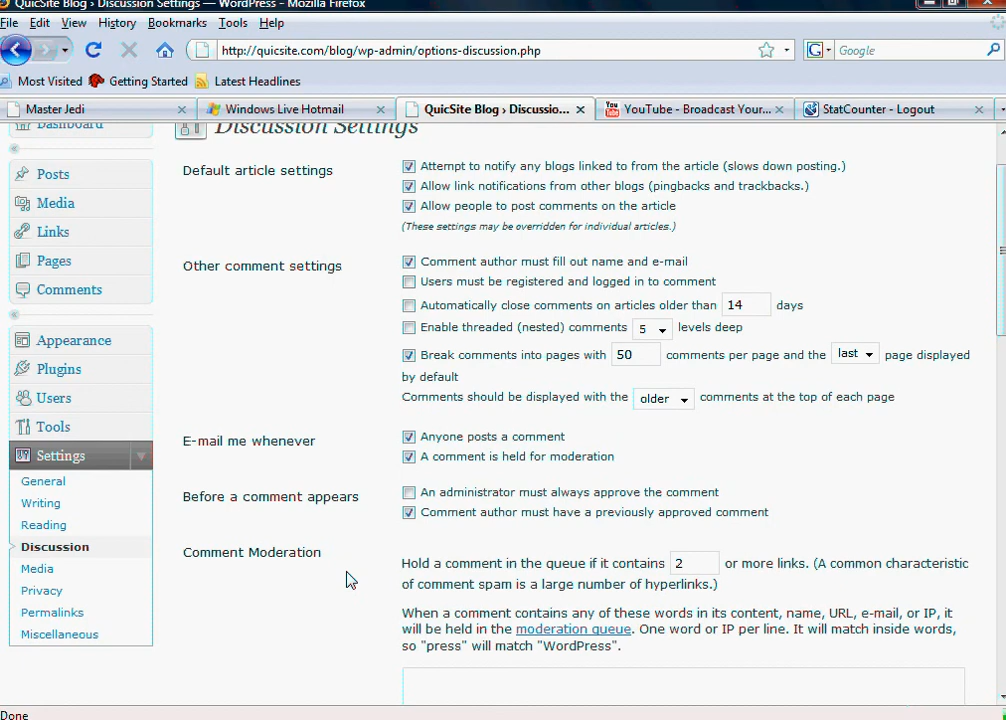 Discussion Settings — WordPress - Mozilla Firefox
File Edit View History Bookmarks Tools Help
http://quicsite.com/blog/wp-admin/options-discussion.php
G Google
Most Visited Getting Started Latest Headlines
Master Jedi
Windows Live Hotmail
QuicSite Blog › Discussio...
You Tube YouTube - Broadcast Your...
StatCounter - Logout
Dashboard
Discussion Settings
Posts
Media
Links
Pages
Comments
Appearance
Plugins
Users
Tools
Settings
General
Writing
Reading
Discussion
Media
Privacy
Permalinks
Miscellaneous
Default article settings
Attempt to notify any blogs linked to from the article (slows down posting.)
Allow link notifications from other blogs (pingbacks and trackbacks.)
Allow people to post comments on the article
(These settings may be overridden for individual articles.)
Other comment settings
Comment author must fill out name and e-mail
Users must be registered and logged in to comment
Automatically close comments on articles older than 14 days
Enable threaded (nested) comments 5 levels deep
Break comments into pages with 50 comments per page and the last page displayed
by default
Comments should be displayed with the older comments at the top of each page
E-mail me whenever
Anyone posts a comment
A comment is held for moderation
Before a comment appears
An administrator must always approve the comment
Comment author must have a previously approved comment
Comment Moderation
Hold a comment in the queue if it contains 2 or more links. (A common characteristic
of comment spam is a large number of hyperlinks.)
When a comment contains any of these words in its content, name, URL, e-mail, or IP, it
will be held in the moderation queue. One word or IP per line. It will match inside words,
so "press" will match "WordPress".
Done